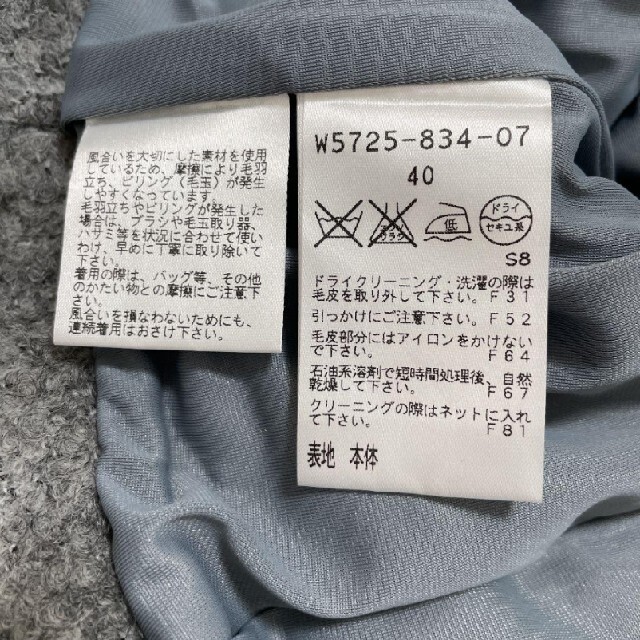 風合いを大切にした素材を使用
しているため、摩擦により毛羽
立ちやピリング（毛玉）が発生
しやすくなっています。
毛羽立ちやピリングが発生した
場合は、ブラシや毛玉取り器、
ハサミ等を状況に合わせて使い
わけ、早めに丁寧に取り除いて
下さい。
着用の際は、バッグ等、その他
のかたい物との摩擦にご注意下
さい。
風合いを損なわないためにも、
連続着用はおさけ下さい。
W5725-834-07
40
エンソ
サラシ
低
ドライ
セキユ系
S8
ドライクリーニング・洗濯の際は
毛皮を取り外して下さい。F31
引っかけにご注意下さい。F52
毛皮部分にはアイロンをかけない
で下さい。F64
石油系溶剤で短時間処理後、自然
乾燥して下さい。F67
クリーニングの際はネットに入れ
て下さい。F81
表地 本体